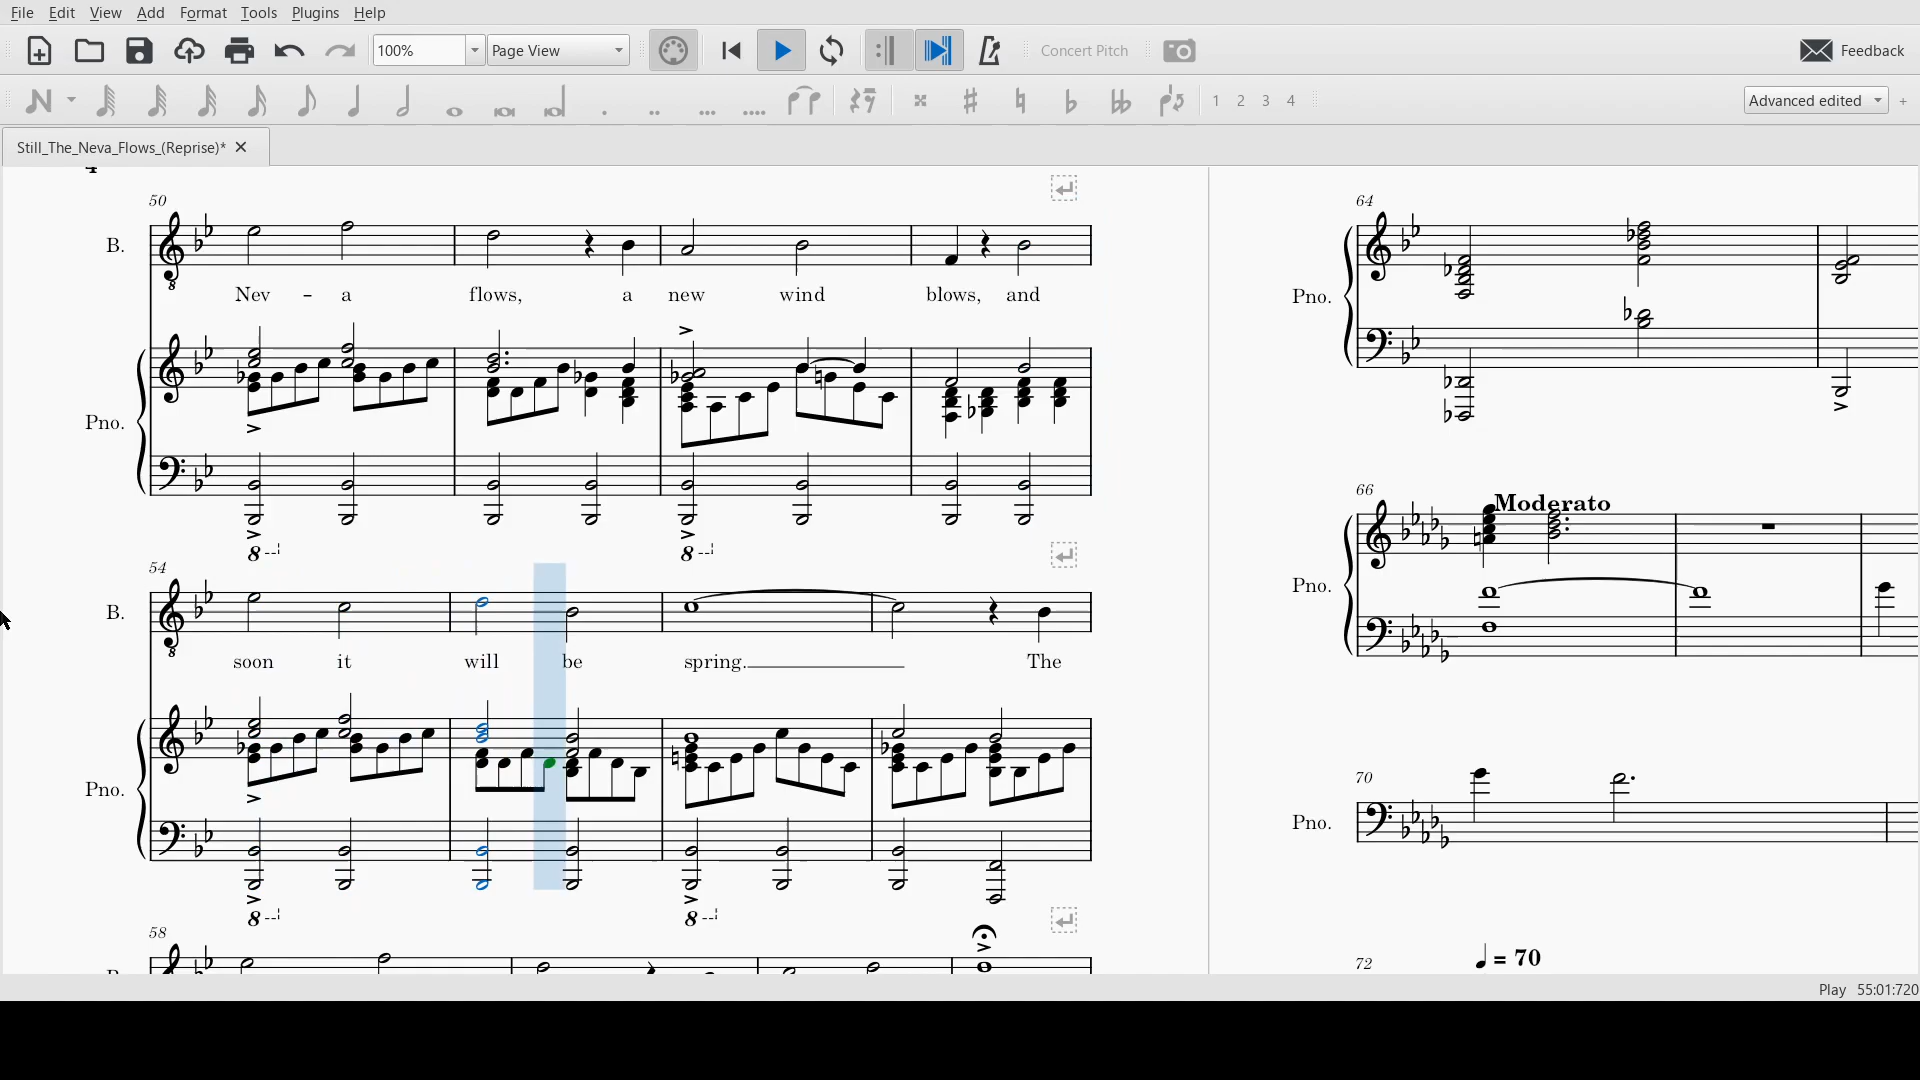 File Edit View Add Format Tools Plugins Help
100% Page View Concert Pitch Feedback
1 2 3 4 Advanced edited +
Still_The_Neva_Flows_(Reprise)*
4
50
B.
Nev - a flows, a new wind blows, and
Pno.
8 8
54
B.
soon it will be spring. The
Pno.
8 8
58
64
Pno.
66
Moderato
Pno.
70
Pno.
72
= 70
Play 55:01:720